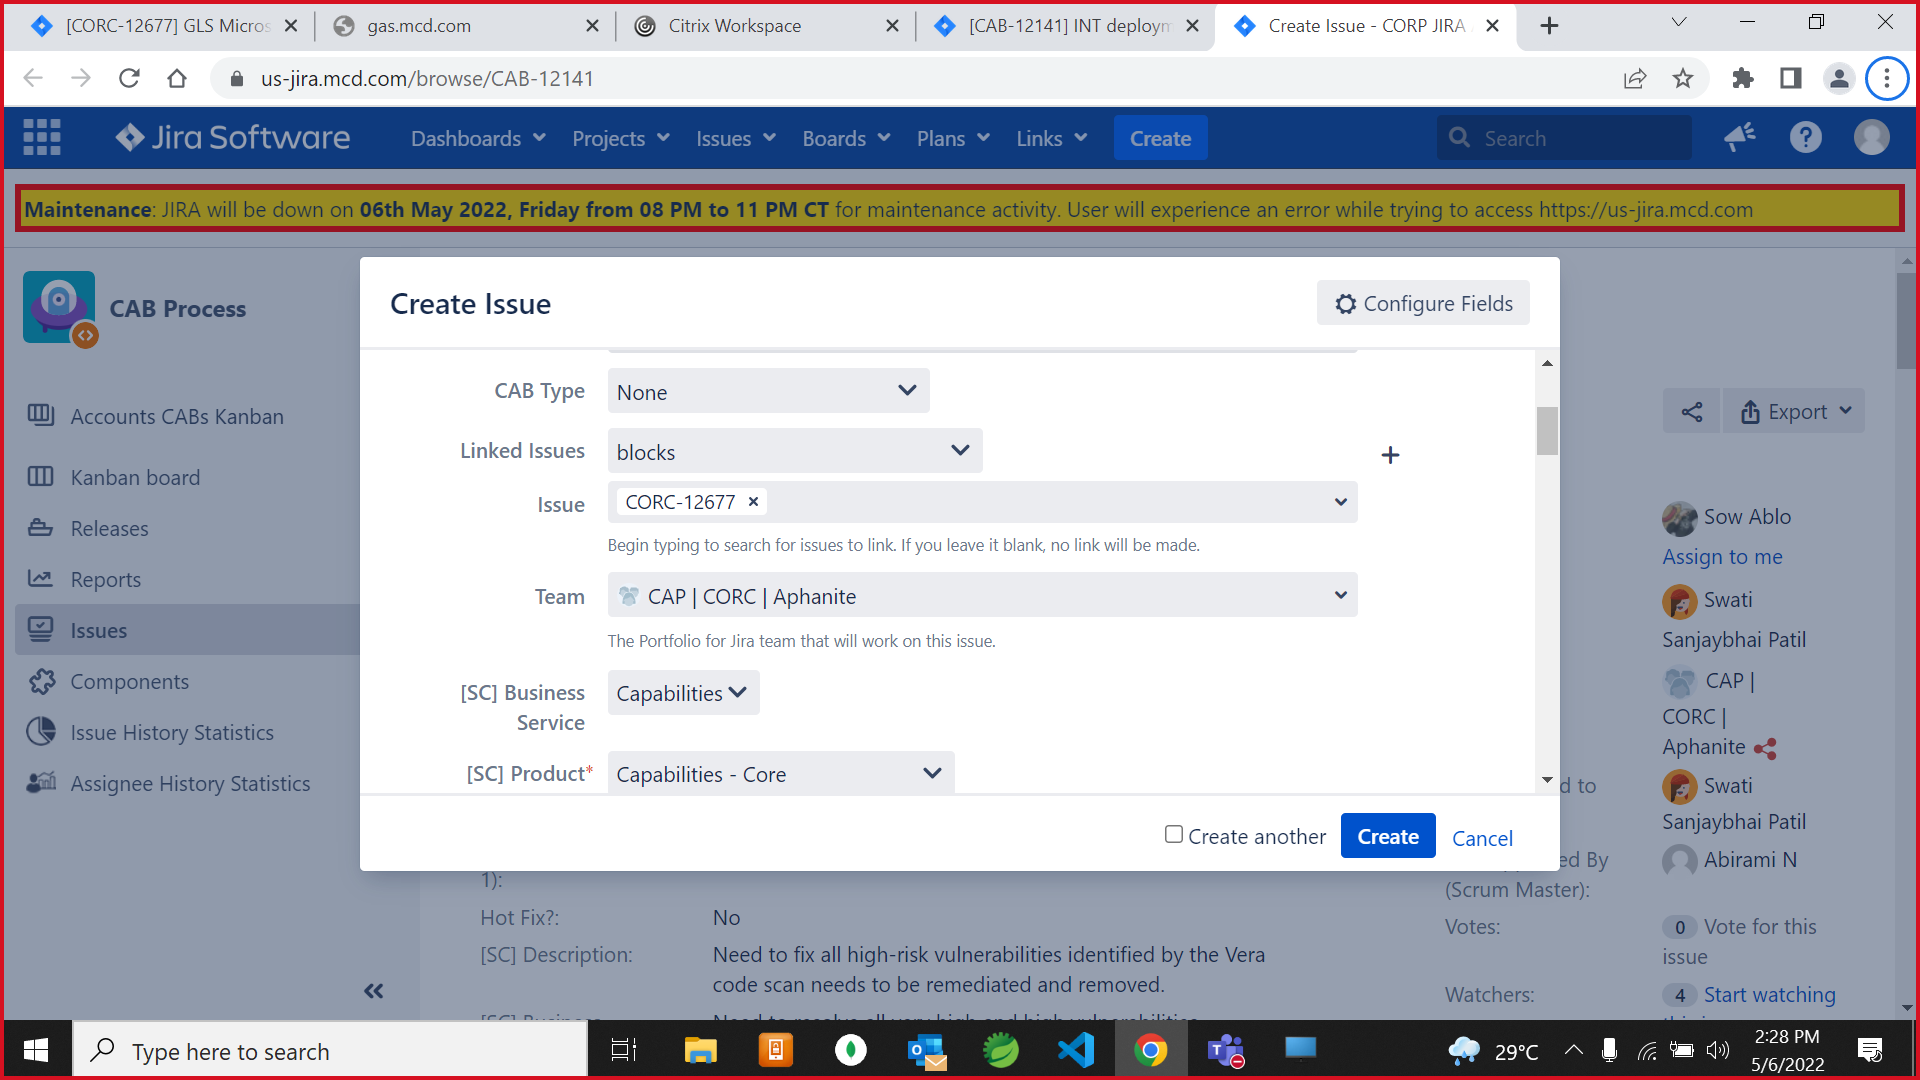 [CORC-12677] GLS Micros
gas.mcd.com
Citrix Workspace
[CAB-12141] INT deploym
Create Issue - CORP JIRA
us-jira.mcd.com/browse/CAB-12141
Jira Software
Dashboards
Projects
Issues
Boards
Plans
Links
Create
Search
Maintenance: JIRA will be down on 06th May 2022, Friday from 08 PM to 11 PM CT for maintenance activity. User will experience an error while trying to access https://us-jira.mcd.com
CAB Process
Accounts CABs Kanban
Kanban board
Releases
Reports
Issues
Components
Issue History Statistics
Assignee History Statistics
Create Issue
Configure Fields
CAB Type
None
Linked Issues
blocks
Issue
CORC-12677
Begin typing to search for issues to link. If you leave it blank, no link will be made.
Team
CAP | CORC | Aphanite
The Portfolio for Jira team that will work on this issue.
[SC] Business
Service
Capabilities
[SC] Product*
Capabilities - Core
Create another
Create
Cancel
Export
Sow Ablo
Assign to me
Swati
Sanjaybhai Patil
CAP |
CORC |
Aphanite
d to
Swati
Sanjaybhai Patil
ed By
(Scrum Master):
Abirami N
Votes:
0 Vote for this
issue
Watchers:
4 Start watching
1):
Hot Fix?:
No
[SC] Description:
Need to fix all high-risk vulnerabilities identified by the Vera
code scan needs to be remediated and removed.
Type here to search
29°C
2:28 PM
5/6/2022